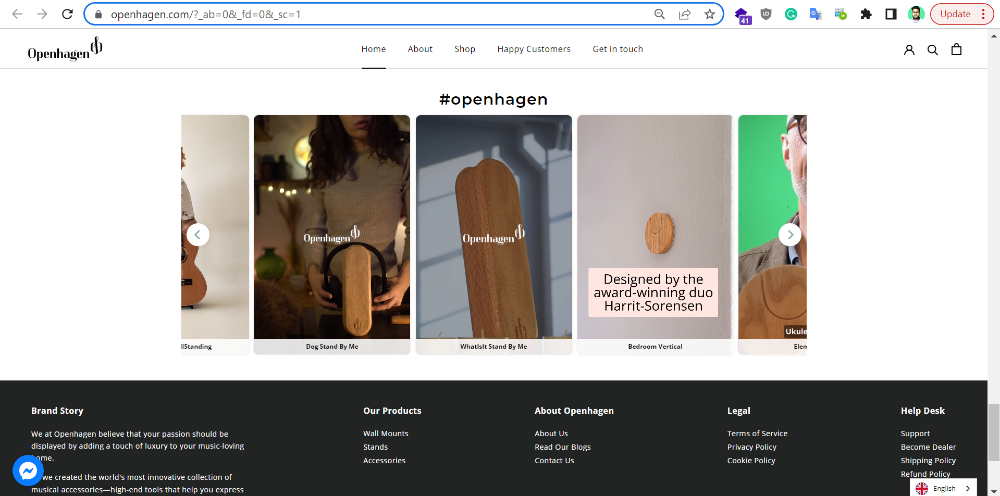 openhagen.com/?_ab=0&_fd=0&_sc=1
41
Update
Openhagen
Home
About
Shop
Happy Customers
Get in touch
#openhagen
Openhagen
Openhagen
Designed by the
award-winning duo
Harrit-Sorensen
Ukule
llStanding
Dog Stand By Me
WhatIsIt Stand By Me
Bedroom Vertical
Elem
Brand Story
We at Openhagen believe that your passion should be
displayed by adding a touch of luxury to your music-loving
ome.
we created the world's most innovative collection of
musical accessories—high-end tools that help you express
Our Products
Wall Mounts
Stands
Accessories
About Openhagen
About Us
Read Our Blogs
Contact Us
Legal
Terms of Service
Privacy Policy
Cookie Policy
Help Desk
Support
Become Dealer
Shipping Policy
Refund Policy
English